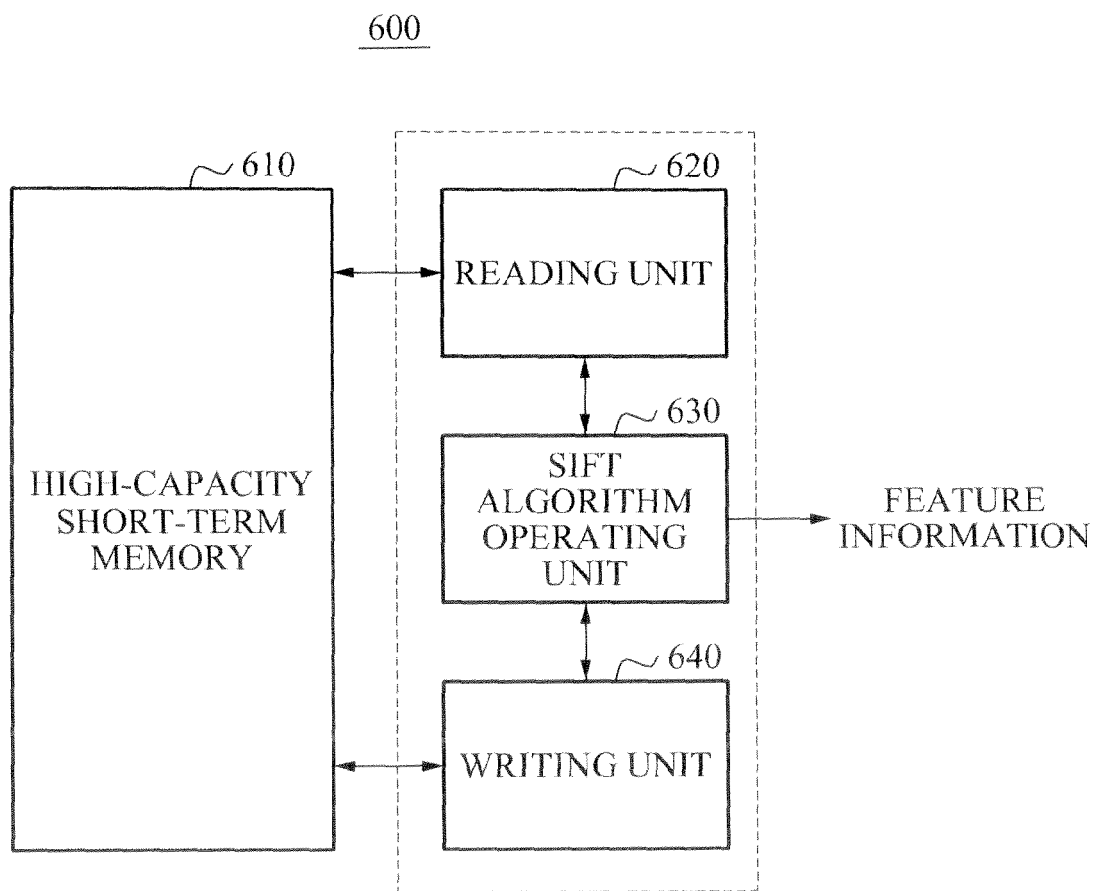 600
610
620
READING UNIT
630
HIGH-CAPACITY
SHORT-TERM
MEMORY
SIFT
ALGORITHM
OPERATING
UNIT
FEATURE
INFORMATION
640
WRITING UNIT